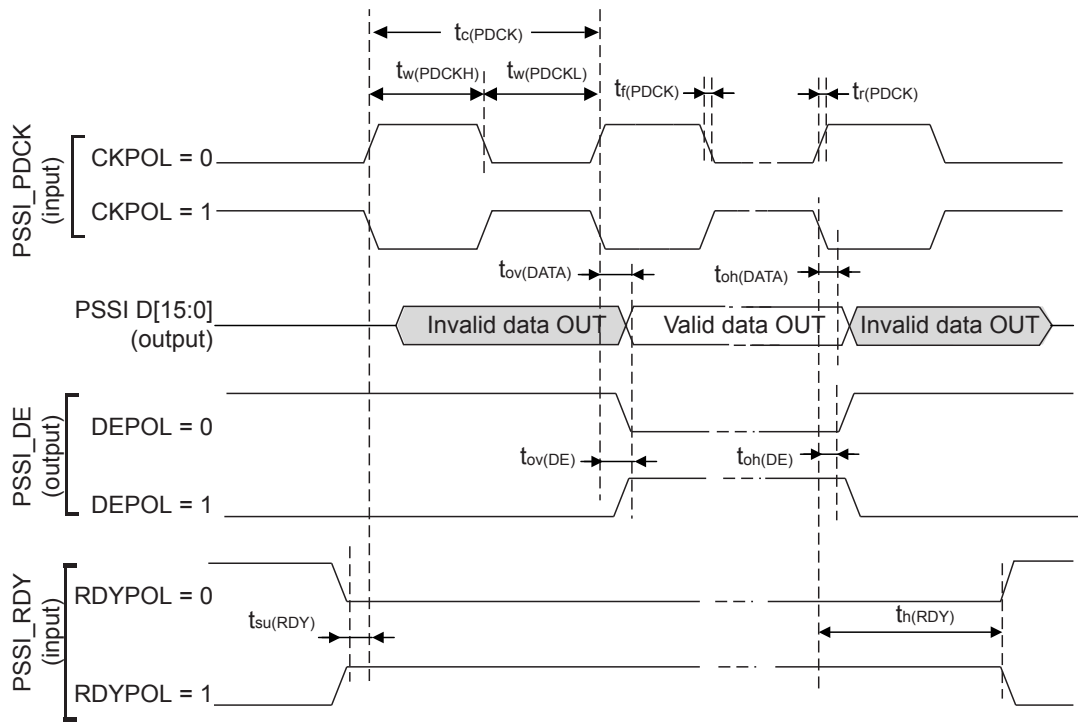 tc(PDCK)
tw(PDCKH)
tw(PDCKL)
tf(PDCK)
tr(PDCK)
PSSI_PDCK
(input)
CKPOL = 0
CKPOL = 1
tov(DATA)
toh(DATA)
PSSI D[15:0]
(output)
Invalid data OUT
Valid data OUT
Invalid data OUT
PSSI_DE
(output)
DEPOL = 0
tov(DE)
toh(DE)
DEPOL = 1
PSSI_RDY
(input)
RDYPOL = 0
tsu(RDY)
th(RDY)
RDYPOL = 1